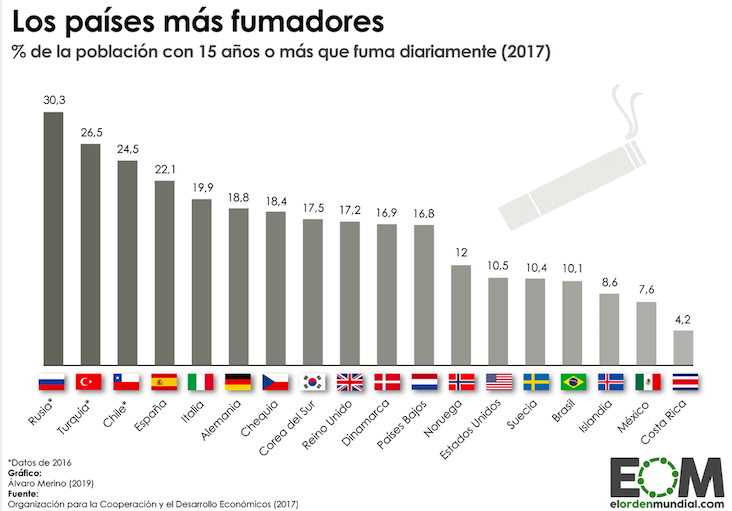 Los países más fumadores
% de la población con 15 años o más que fuma diariamente (2017)
30,3
26,5
24,5
22,1
19,9
18,8
18,4
17,5
17,2
16,9
16,8
12
10,5
10,4
10,1
8,6
7,6
4,2
Rusia*
Turquía*
Chile*
España
Italia
Alemania
Chequia
Corea del Sur
Reino Unido
Dinamarca
Países Bajos
Noruega
Estados Unidos
Suecia
Brasil
Islandia
México
Costa Rica
*Datos de 2016
Gráfico:
Álvaro Merino (2019)
Fuente:
Organización para la Cooperación y el Desarrollo Económicos (2017)
EOM
elordenmundial.com